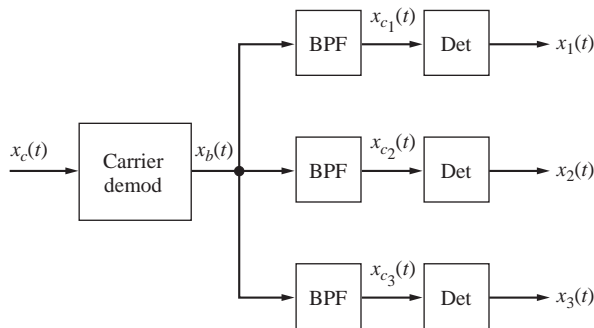 x_{c_1}(t)
BPF
Det
x_1(t)
x_c(t)
Carrier
demod
x_b(t)
x_{c_2}(t)
BPF
Det
x_2(t)
x_{c_3}(t)
BPF
Det
x_3(t)